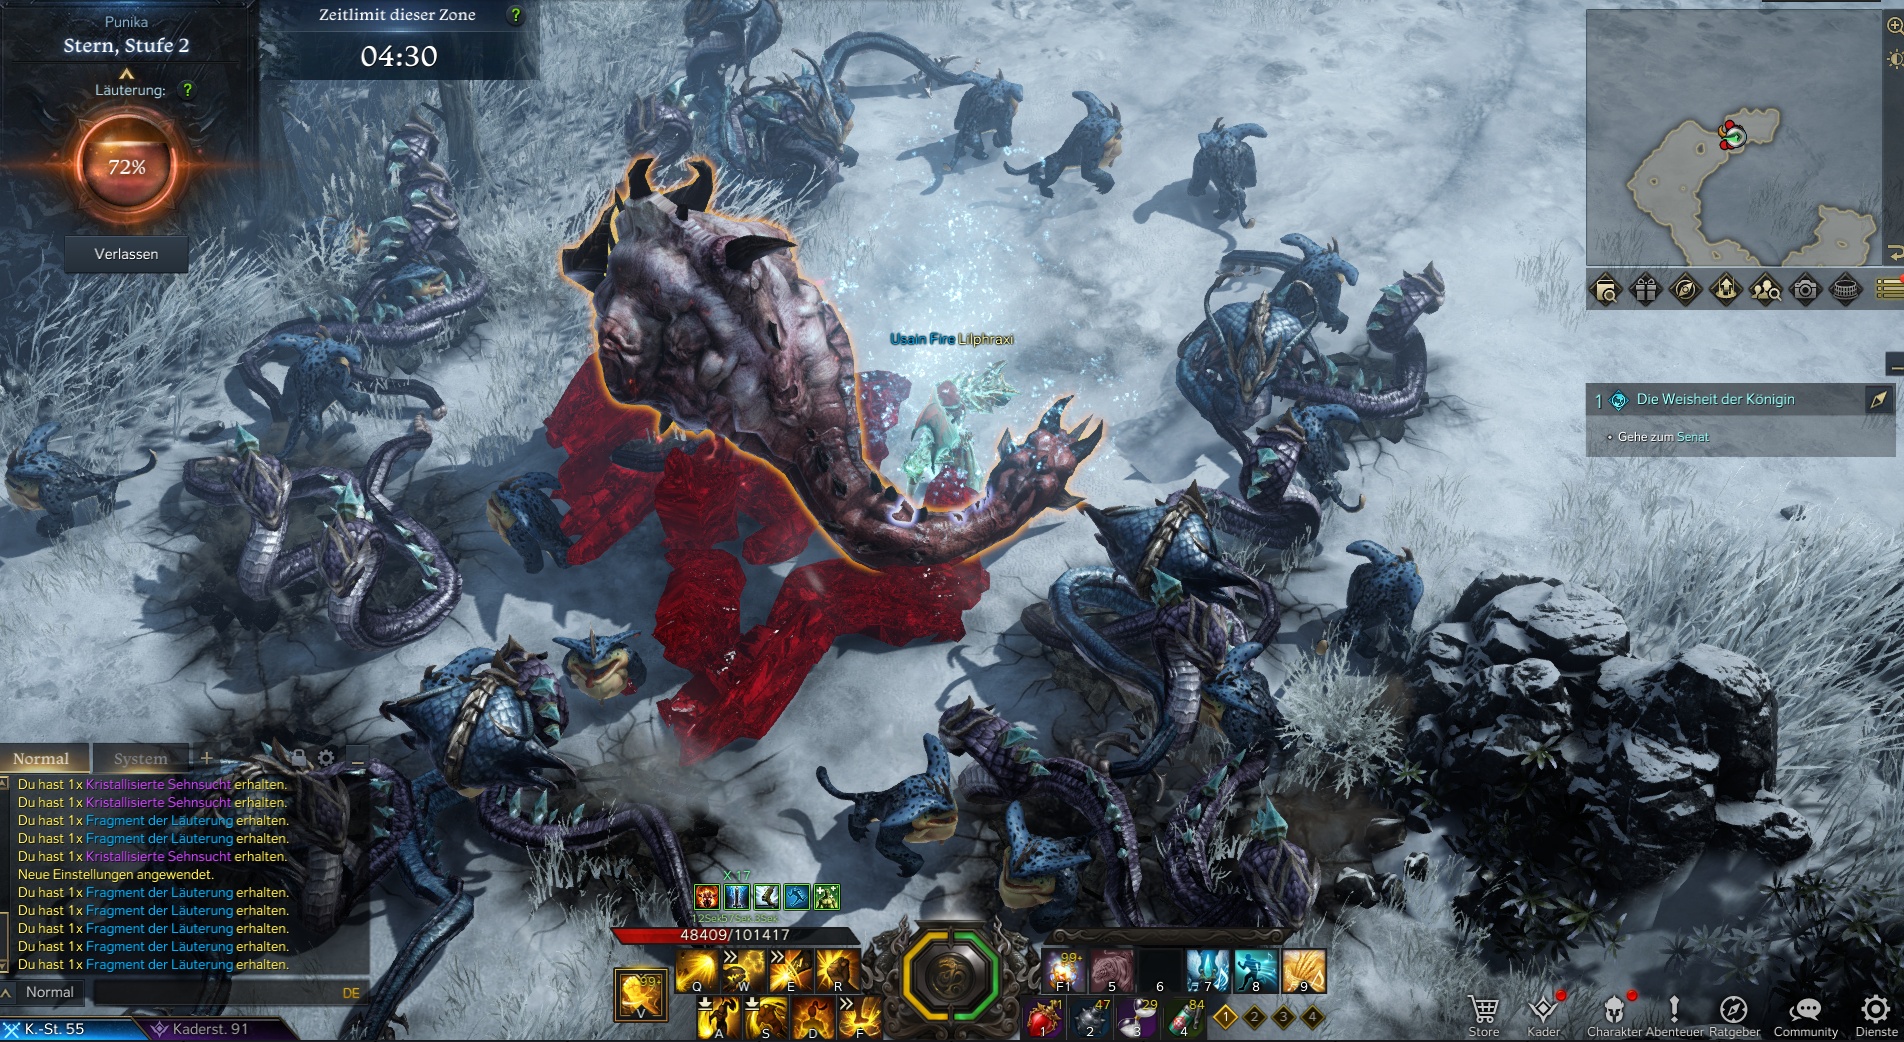 Punika
Stern, Stufe 2
Läuterung: ?
72%
Verlassen
Zeitlimit dieser Zone ?
04:30
Usain Fire Lilphraxi
1 Die Weisheit der Königin
• Gehe zum Senat
Normal System +
Du hast 1x Kristallisierte Sehnsucht erhalten.
Du hast 1x Kristallisierte Sehnsucht erhalten.
Du hast 1x Fragment der Läuterung erhalten.
Du hast 1x Fragment der Läuterung erhalten.
Du hast 1x Kristallisierte Sehnsucht erhalten.
Neue Einstellungen angewendet.
Du hast 1x Fragment der Läuterung erhalten.
Du hast 1x Fragment der Läuterung erhalten.
Du hast 1x Fragment der Läuterung erhalten.
Du hast 1x Fragment der Läuterung erhalten.
Du hast 1x Fragment der Läuterung erhalten.
Normal DE
K.-St. 55 Kaderst. 91
X 17
48409/101417
99+
V
Q W E R
A S D F
99+
F1 5 6 7 8 9
47 29 84
1 2 3 4
1 2 3 4
Store Kader Charakter Abenteuer Ratgeber Community Dienste